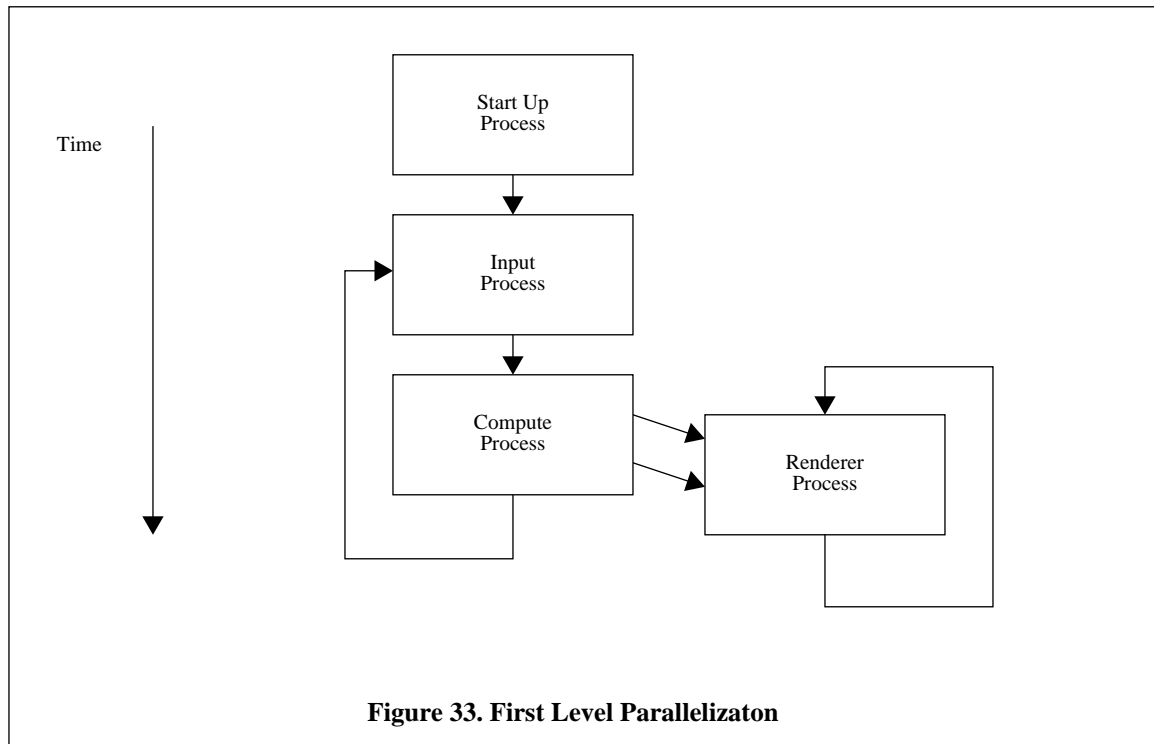 Start Up
Process
Time
Input
Process
Compute
Process
Renderer
Process
Figure 33. First Level Parallelizaton